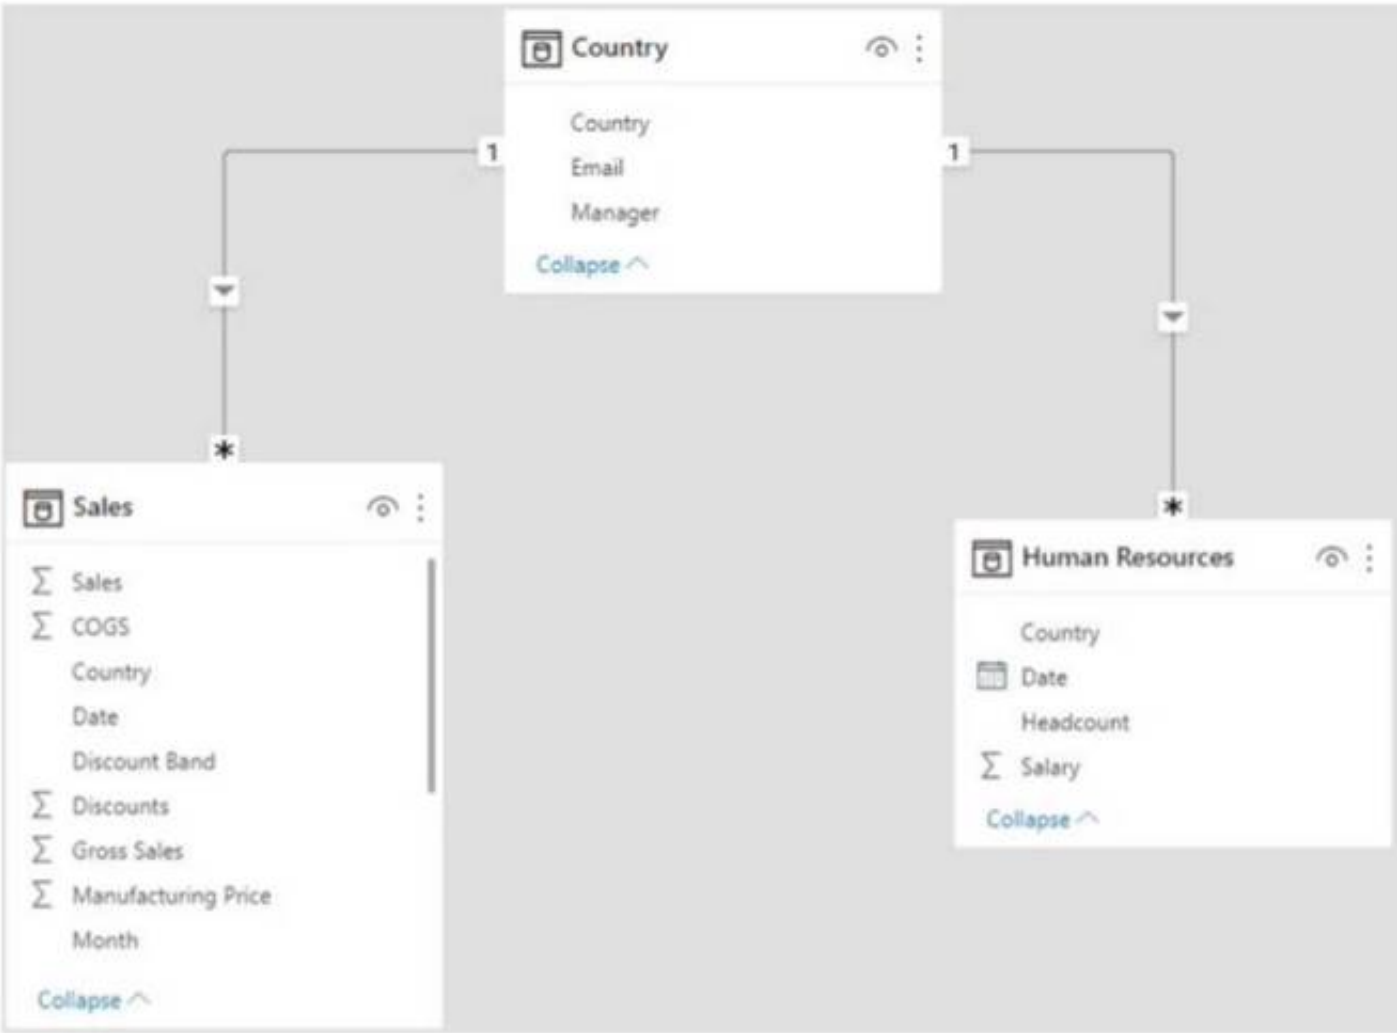 Country
Country
Email
Manager
Collapse
1
1
*
*
Sales
Σ Sales
Σ COGS
Country
Date
Discount Band
Σ Discounts
Σ Gross Sales
Σ Manufacturing Price
Month
Collapse
Human Resources
Country
Date
Headcount
Σ Salary
Collapse